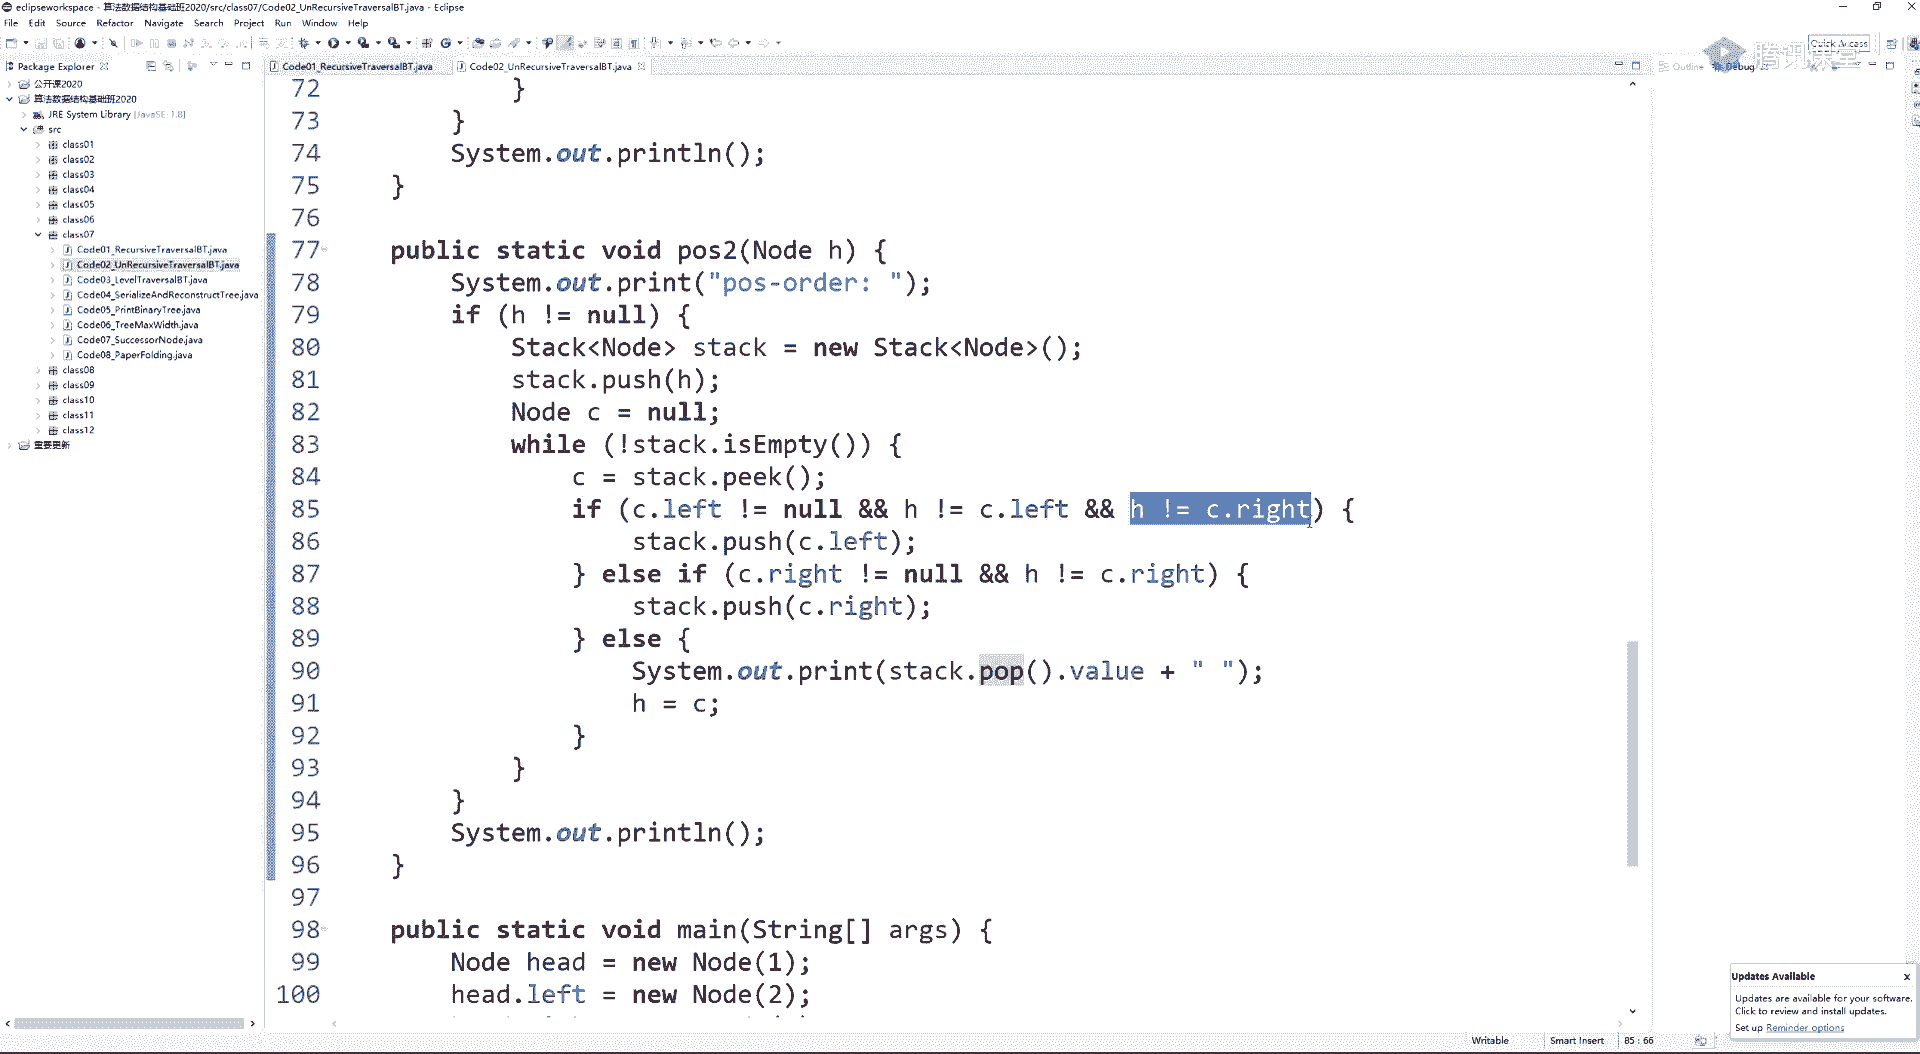 eclipseworkspace - 算法数据结构基础班2020/src/class07/Code02_UnRecursiveTraversalBT.java - Eclipse
File Edit Source Refactor Navigate Search Project Run Window Help
Quick Access
腾讯课堂
Package Explorer
Code01_RecursiveTraversalBT.java
Code02_UnRecursiveTraversalBT.java
Outline
Debug
公开课2020
算法数据结构基础班2020
JRE System Library [JavaSE-1.8]
src
class01
class02
class03
class04
class05
class06
class07
Code01_RecursiveTraversalBT.java
Code02_UnRecursiveTraversalBT.java
Code03_LevelTraversalBT.java
Code04_SerializeAndReconstructTree.java
Code05_PrintBinaryTree.java
Code06_TreeMaxWidth.java
Code07_SuccessorNode.java
Code08_PaperFolding.java
class08
class09
class10
class11
class12
重要更新
72 }
73 }
74 System.out.println();
75 }
76
77 public static void pos2(Node h) {
78 System.out.print("pos-order: ");
79 if (h != null) {
80 Stack<Node> stack = new Stack<Node>();
81 stack.push(h);
82 Node c = null;
83 while (!stack.isEmpty()) {
84 c = stack.peek();
85 if (c.left != null && h != c.left && h != c.right) {
86 stack.push(c.left);
87 } else if (c.right != null && h != c.right) {
88 stack.push(c.right);
89 } else {
90 System.out.print(stack.pop().value + " ");
91 h = c;
92 }
93 }
94 }
95 System.out.println();
96 }
97
98 public static void main(String[] args) {
99 Node head = new Node(1);
100 head.left = new Node(2);
Updates Available
Updates are available for your software.
Click to review and install updates.
Set up Reminder options
Writable Smart Insert 85 : 66